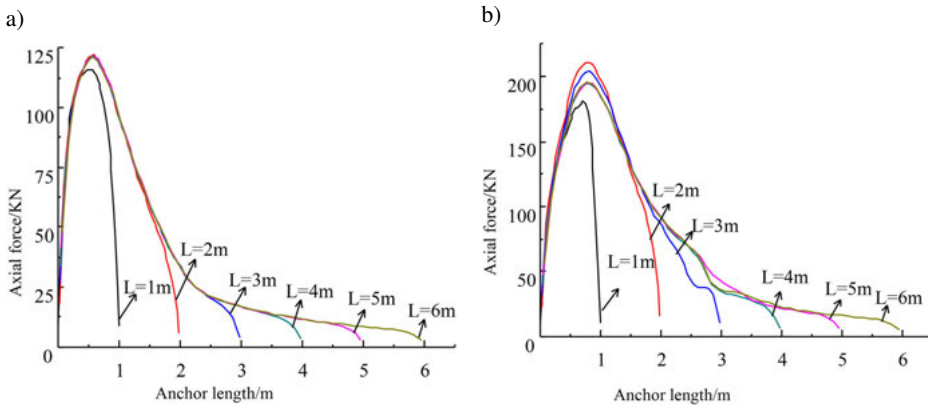 a)
125
100
75
50
25
0
Axial force/KN
L=1m
L=2m
L=3m
L=4m
L=5m
L=6m
1 2 3 4 5 6
Anchor length/m
b)
200
150
100
50
0
Axial force/KN
L=2m
L=3m
L=1m
L=4m
L=5m
L=6m
1 2 3 4 5 6
Anchor length/m